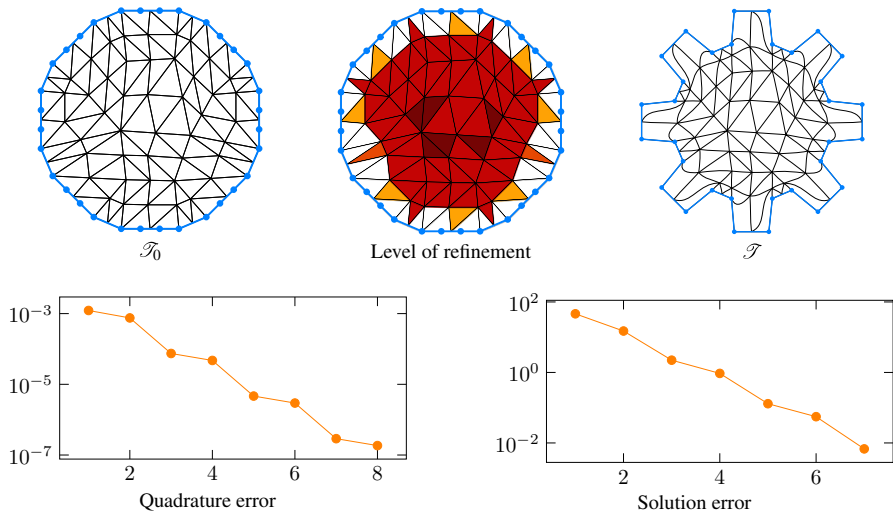 𝒯₀
Level of refinement
𝒯
10⁻³
10⁻⁵
10⁻⁷
2 4 6 8
Quadrature error
10²
10⁰
10⁻²
2 4 6
Solution error